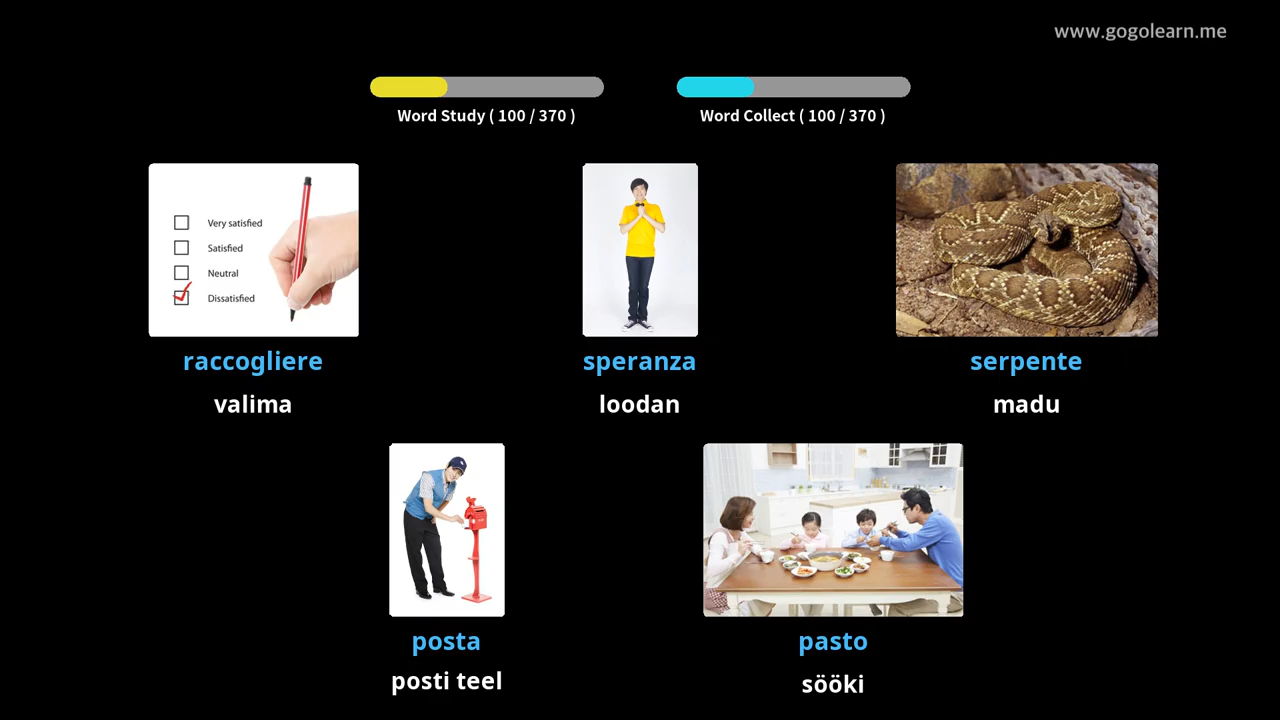 www.gogolearn.me
Word Study ( 100 / 370 )
Word Collect ( 100 / 370 )
Very satisfied
Satisfied
Neutral
Dissatisfied
raccogliere
speranza
serpente
valima
loodan
madu
posta
pasto
posti teel
sööki